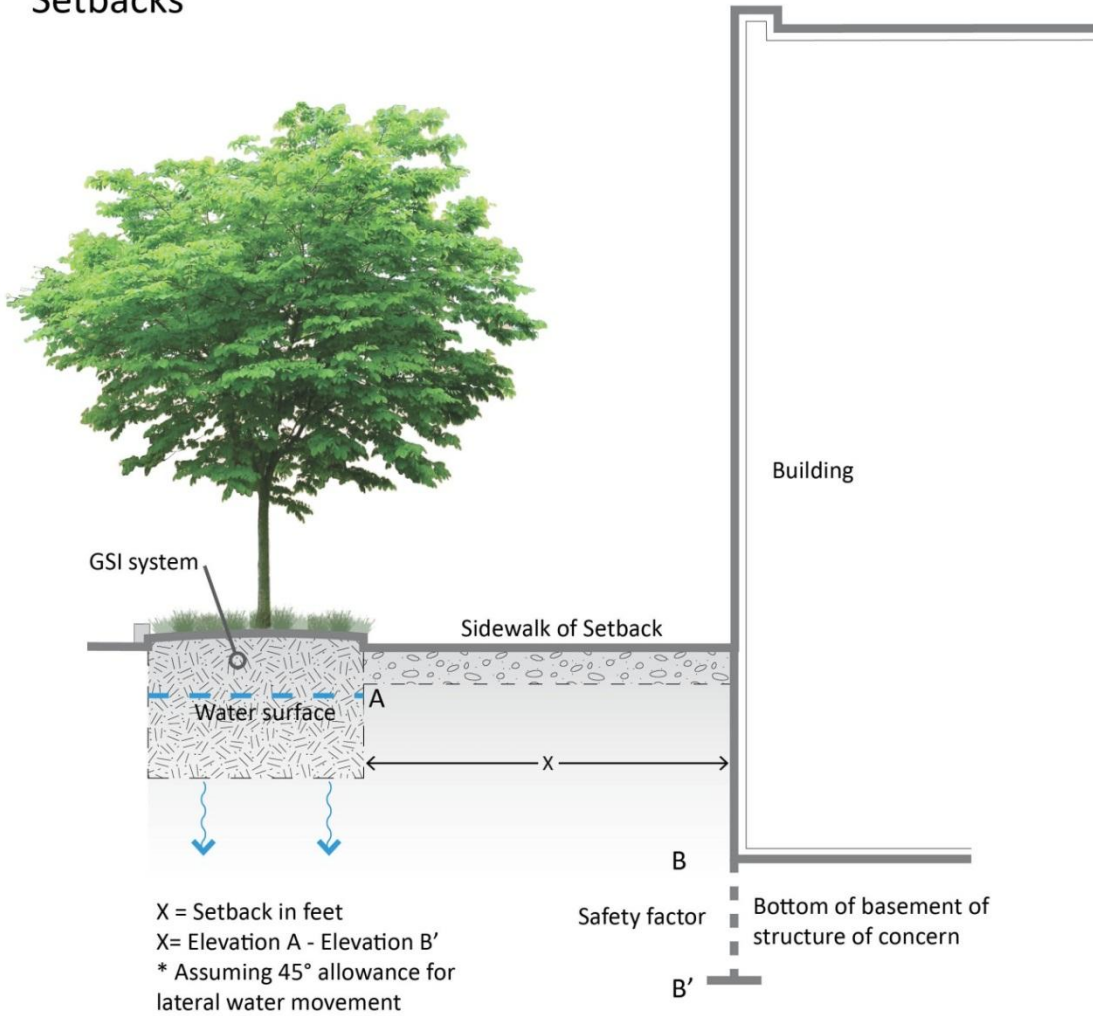 Setbacks
Building
GSI system
Sidewalk of Setback
A
Water surface
X
B
X = Setback in feet
X= Elevation A - Elevation B’
* Assuming 45° allowance for
lateral water movement
Safety factor
Bottom of basement of
structure of concern
B’